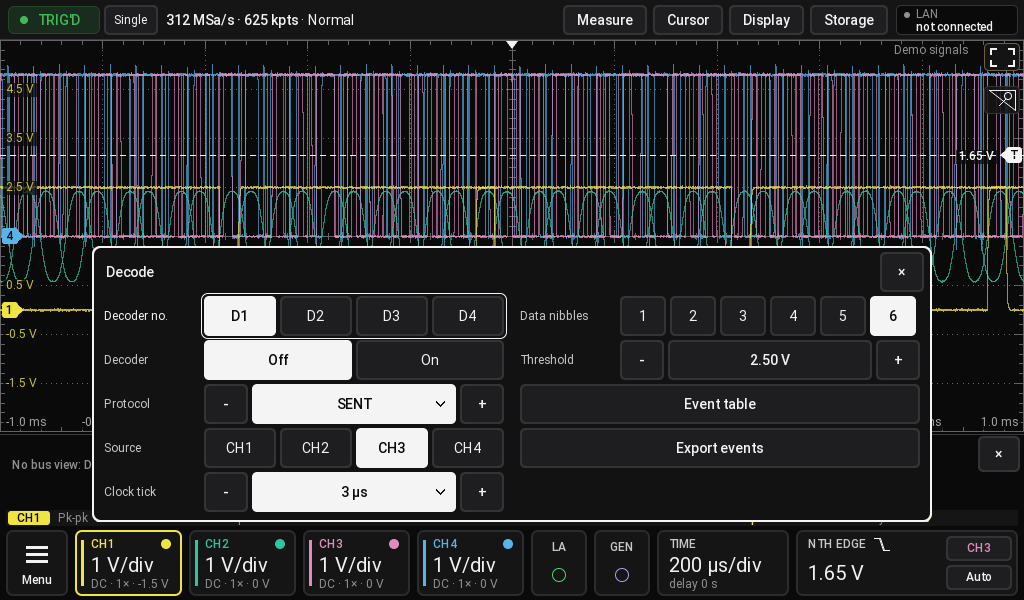 TRIG'D
Single
312 MSa/s · 625 kpts · Normal
Measure
Cursor
Display
Storage
LAN
not connected
Demo signals
4.5 V
3.5 V
1.65 V
T
2.5 V
4
0.5 V
1
-0.5 V
-1.5 V
-1.0 ms
1.0 ms
Decode
×
Decoder no.
D1
D2
D3
D4
Data nibbles
1
2
3
4
5
6
Decoder
Off
On
Threshold
-
2.50 V
+
Protocol
-
SENT
+
Event table
Source
CH1
CH2
CH3
CH4
Export events
Clock tick
-
3 µs
+
No bus view: D
×
CH1
Pk-pk
Menu
CH1
1 V/div
DC · 1× · -1.5 V
CH2
1 V/div
DC · 1× · 0 V
CH3
1 V/div
DC · 1× · 0 V
CH4
1 V/div
DC · 1× · 0 V
LA
GEN
TIME
200 µs/div
delay 0 s
NTH EDGE
1.65 V
CH3
Auto